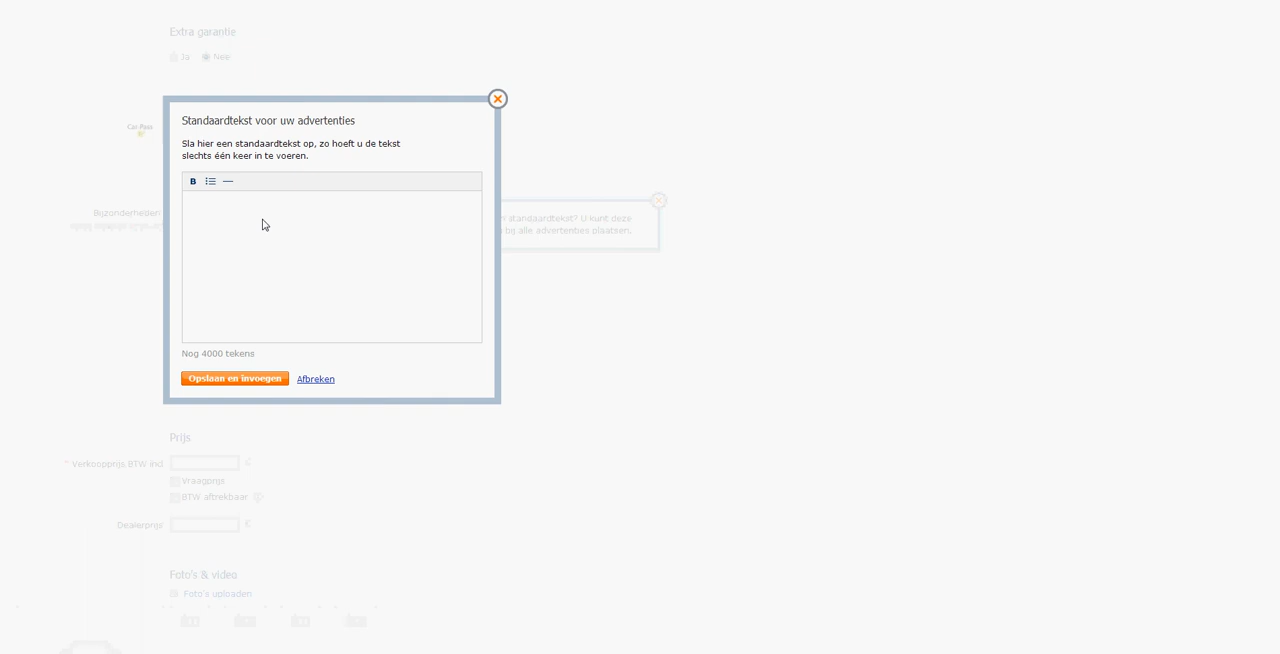 Extra garantie
Ja Nee
Car-Pass
Standaardtekst voor uw advertenties
Sla hier een standaardtekst op, zo hoeft u de tekst
slechts één keer in te voeren.
B
Bijzonderheden
standaardtekst? U kunt deze
bij alle advertenties plaatsen.
Nog 4000 tekens
Opslaan en invoegen Afbreken
Prijs
* Verkoopprijs BTW incl. €
Vraagprijs
BTW aftrekbaar
Dealerprijs €
Foto's & video
Foto's uploaden